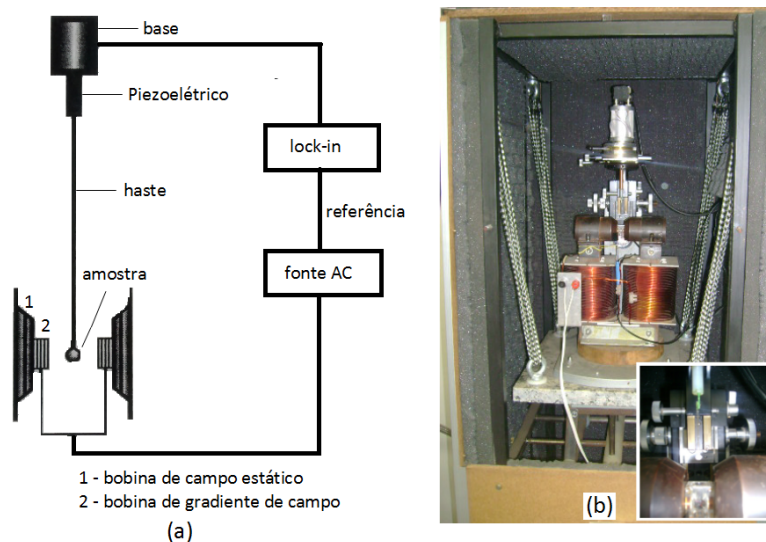 base
Piezoelétrico
lock-in
haste
referência
fonte AC
amostra
1
2
1 - bobina de campo estático
2 - bobina de gradiente de campo
(a)
(b)